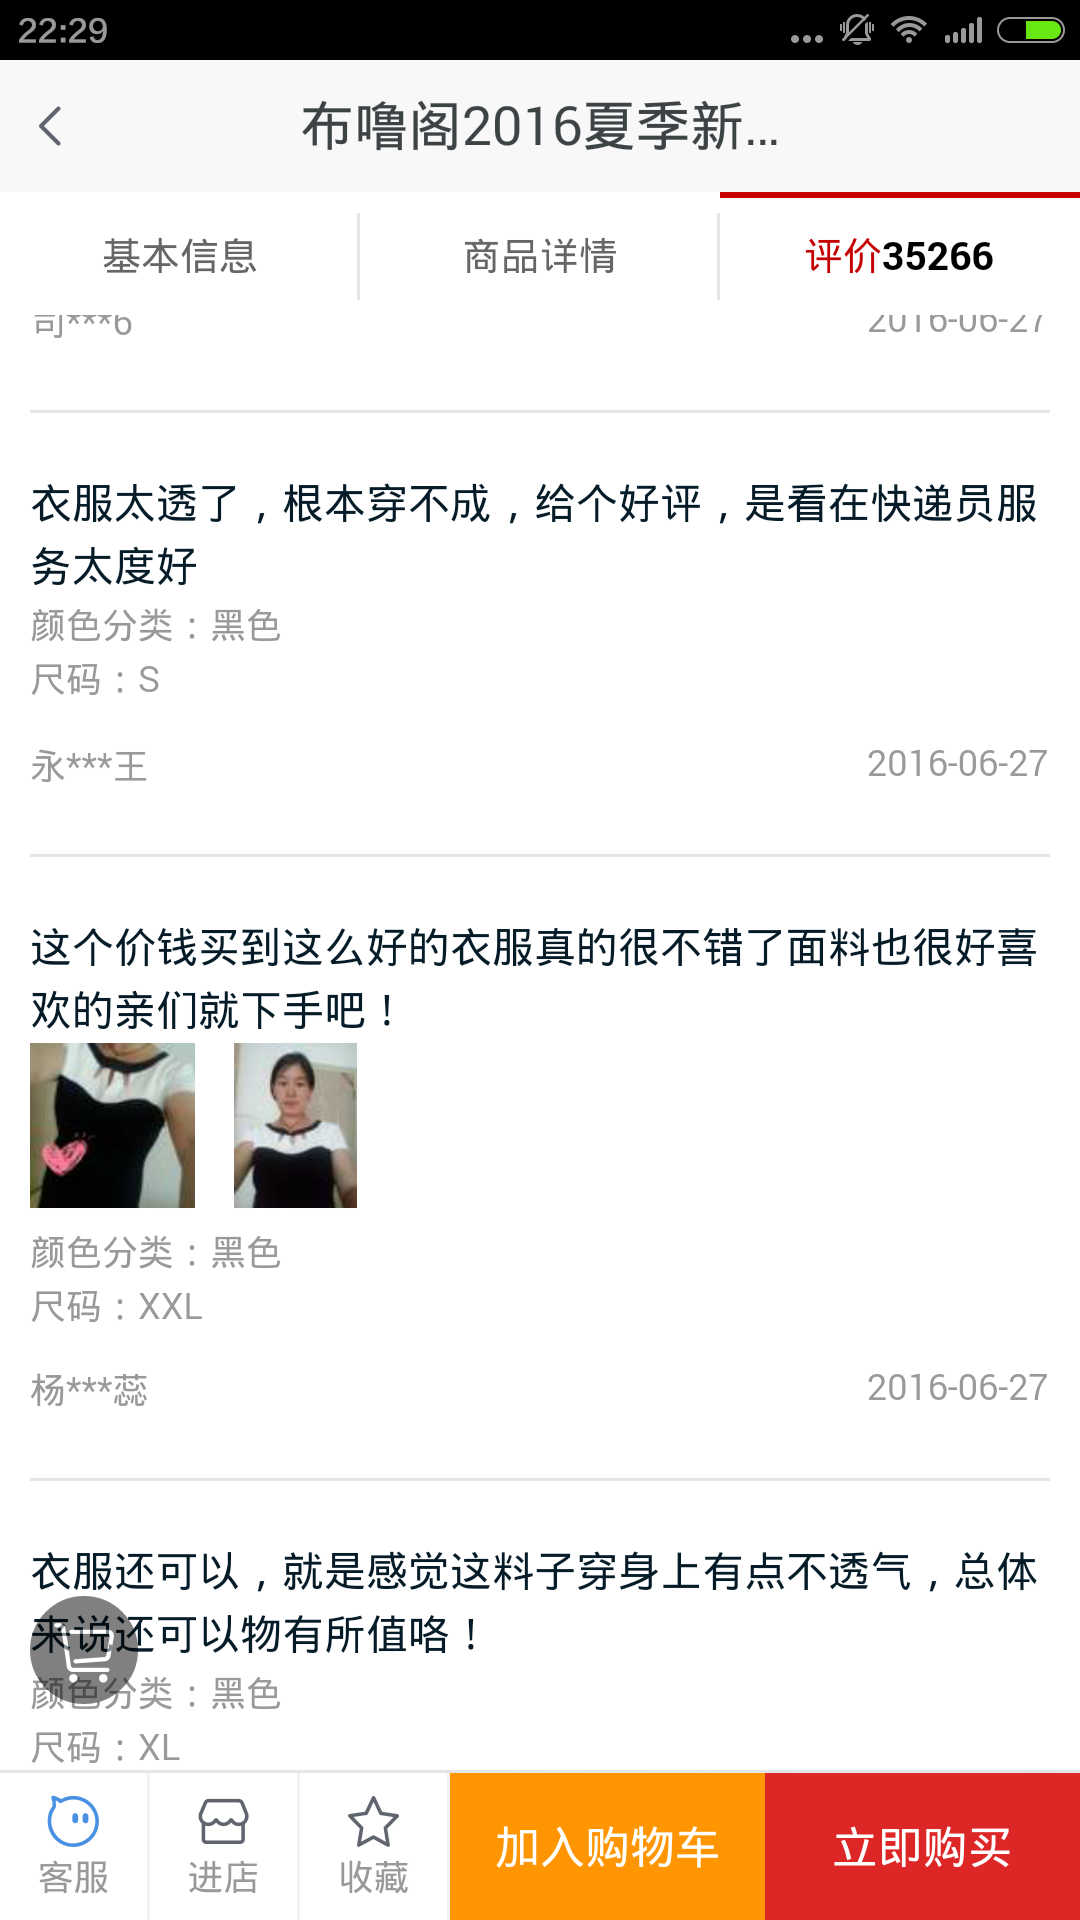 22:29
布噜阁2016夏季新...
基本信息
商品详情
评价35266
司***6
2016-06-27
衣服太透了，根本穿不成，给个好评，是看在快递员服
务太度好
颜色分类：黑色
尺码：S
永***王
2016-06-27
这个价钱买到这么好的衣服真的很不错了面料也很好喜
欢的亲们就下手吧！
颜色分类：黑色
尺码：XXL
杨***蕊
2016-06-27
衣服还可以，就是感觉这料子穿身上有点不透气，总体
来说还可以物有所值咯！
颜色分类：黑色
尺码：XL
客服
进店
收藏
加入购物车
立即购买